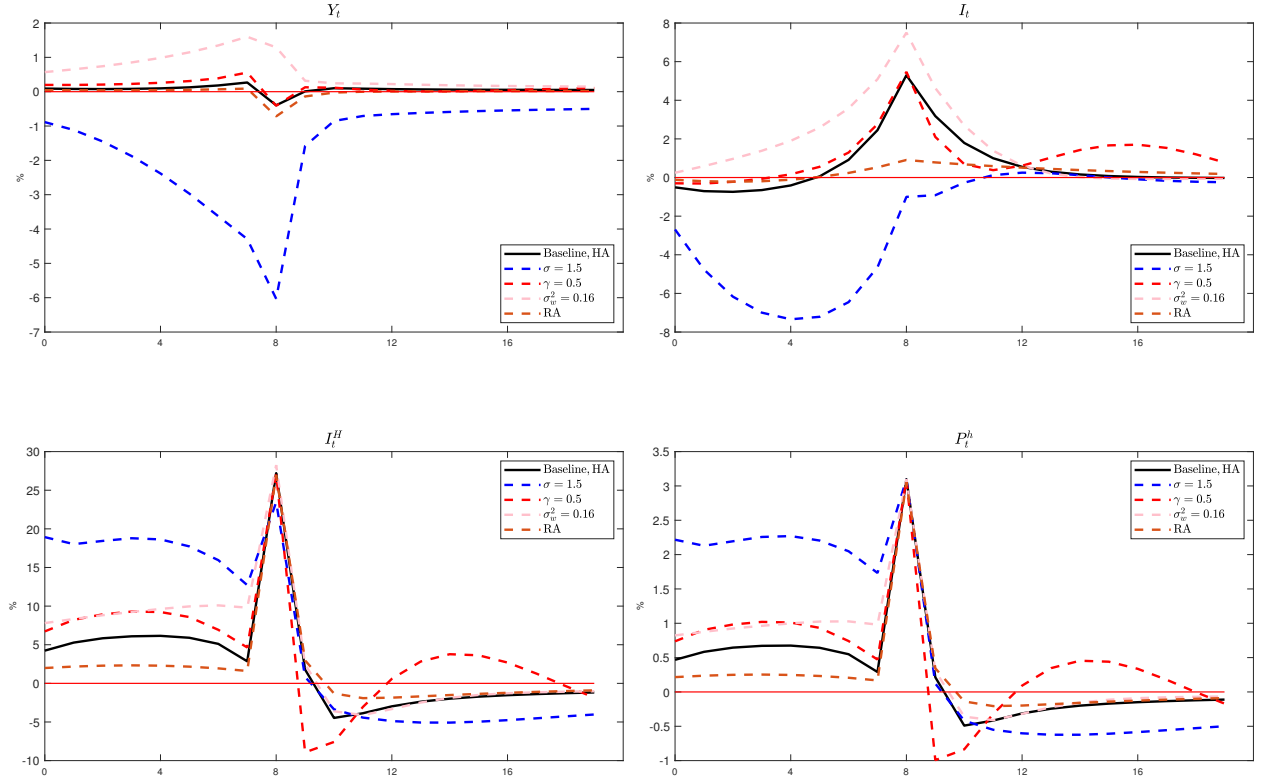 Y_t
2
1
0
-1
-2
-3
-4
-5
-6
-7
%
0 4 8 12 16
Baseline, HA
σ = 1.5
γ = 0.5
σ_w^2 = 0.16
RA
I_t
8
6
4
2
0
-2
-4
-6
-8
%
0 4 8 12 16
Baseline, HA
σ = 1.5
γ = 0.5
σ_w^2 = 0.16
RA
I_t^H
30
25
20
15
10
5
0
-5
-10
%
0 4 8 12 16
Baseline, HA
σ = 1.5
γ = 0.5
σ_w^2 = 0.16
RA
P_t^h
3.5
3
2.5
2
1.5
1
0.5
0
-0.5
-1
%
0 4 8 12 16
Baseline, HA
σ = 1.5
γ = 0.5
σ_w^2 = 0.16
RA